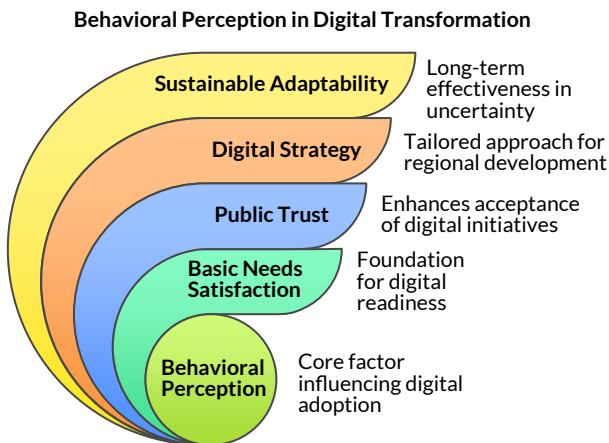 Behavioral Perception in Digital Transformation
Sustainable Adaptability
Long-term
effectiveness in
uncertainty
Digital Strategy
Tailored approach for
regional development
Public Trust
Enhances acceptance
of digital initiatives
Basic Needs
Satisfaction
Foundation
for digital
readiness
Behavioral
Perception
Core factor
influencing digital
adoption